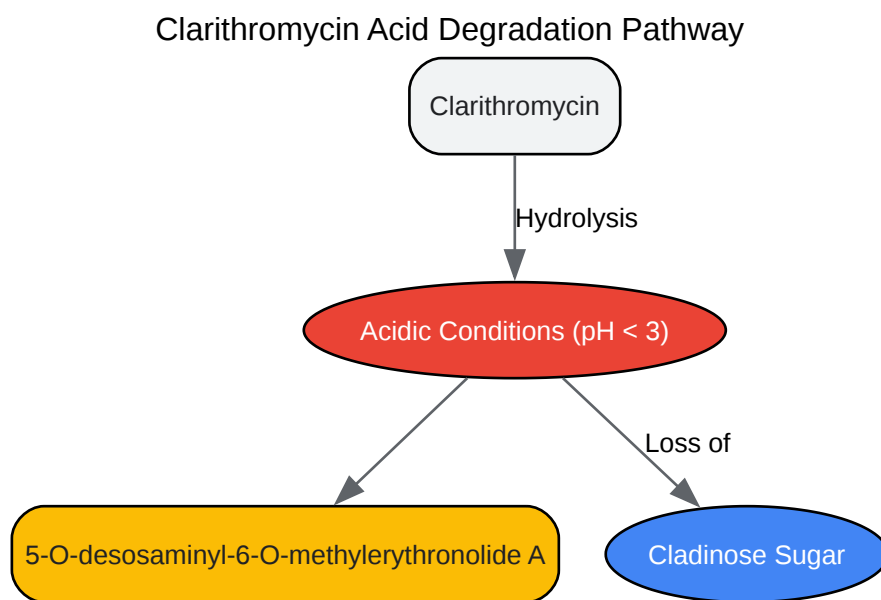 Clarithromycin Acid Degradation Pathway
Clarithromycin
Hydrolysis
Acidic Conditions (pH < 3)
Loss of
5-O-desosaminyl-6-O-methylerythronolide A
Cladinose Sugar